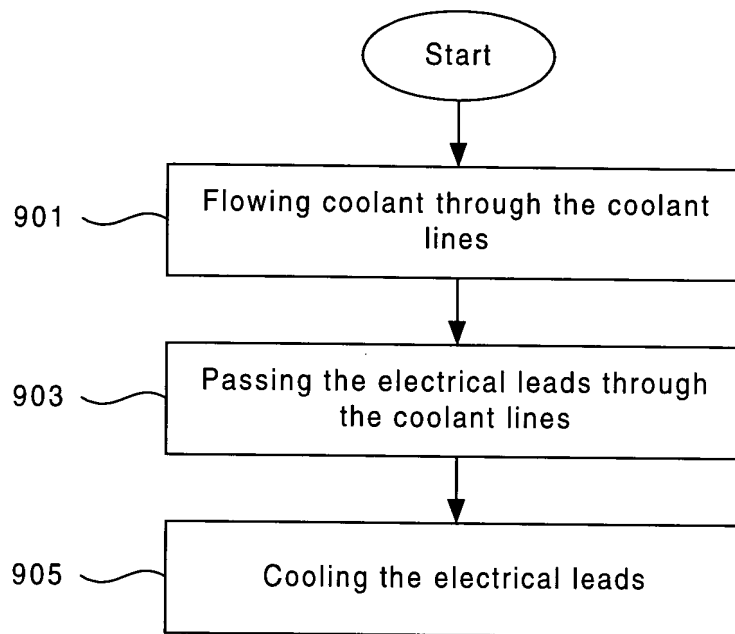 Start
901
Flowing coolant through the coolant
lines
903
Passing the electrical leads through
the coolant lines
905
Cooling the electrical leads